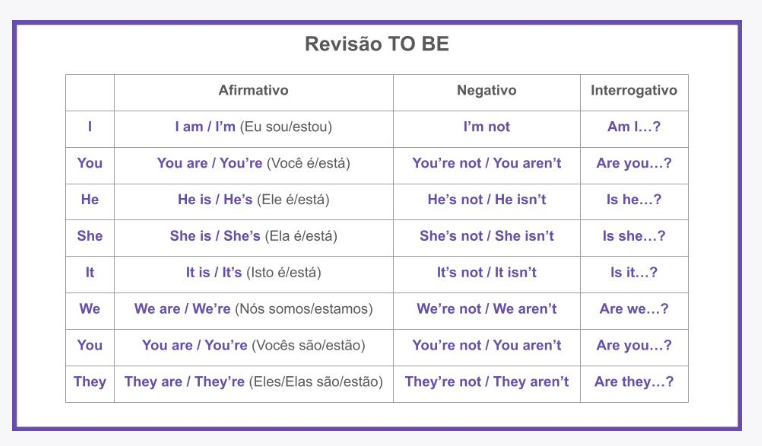 Revisão TO BE
Afirmativo Negativo Interrogativo
I I am / I’m (Eu sou/estou) I’m not Am I…?
You You are / You’re (Você é/está) You’re not / You aren’t Are you…?
He He is / He’s (Ele é/está) He’s not / He isn’t Is he…?
She She is / She’s (Ela é/está) She’s not / She isn’t Is she…?
It It is / It’s (Isto é/está) It’s not / It isn’t Is it…?
We We are / We’re (Nós somos/estamos) We’re not / We aren’t Are we…?
You You are / You’re (Vocês são/estão) You’re not / You aren’t Are you…?
They They are / They’re (Eles/Elas são/estão) They’re not / They aren’t Are they…?